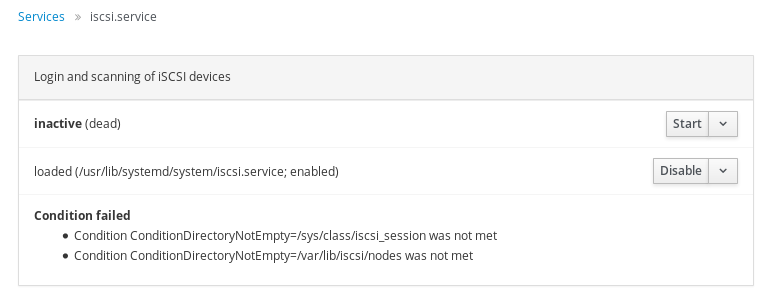 Services » iscsi.service
Login and scanning of iSCSI devices
inactive (dead) Start
loaded (/usr/lib/systemd/system/iscsi.service; enabled) Disable
Condition failed
• Condition ConditionDirectoryNotEmpty=/sys/class/iscsi_session was not met
• Condition ConditionDirectoryNotEmpty=/var/lib/iscsi/nodes was not met